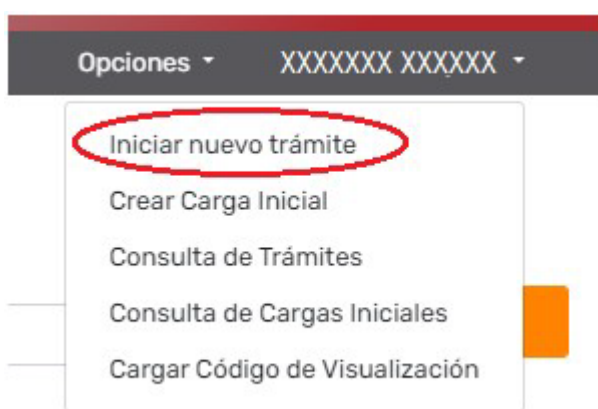 Opciones XXXXXXX XXXXXX
Iniciar nuevo trámite
Crear Carga Inicial
Consulta de Trámites
Consulta de Cargas Iniciales
Cargar Código de Visualización